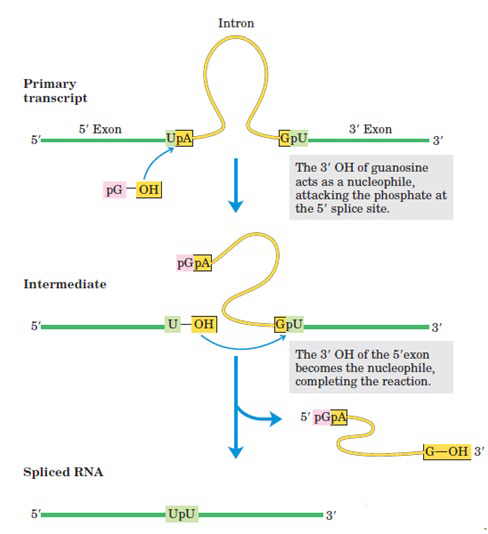 Intron
Primary
transcript
5′ Exon
3′ Exon
5′
UpA
GpU
3′
pG
OH
The 3′ OH of guanosine
acts as a nucleophile,
attacking the phosphate at
the 5′ splice site.
pGpA
Intermediate
5′
U
OH
GpU
3′
The 3′ OH of the 5′exon
becomes the nucleophile,
completing the reaction.
5′ pGpA
G—OH 3′
Spliced RNA
5′
UpU
3′